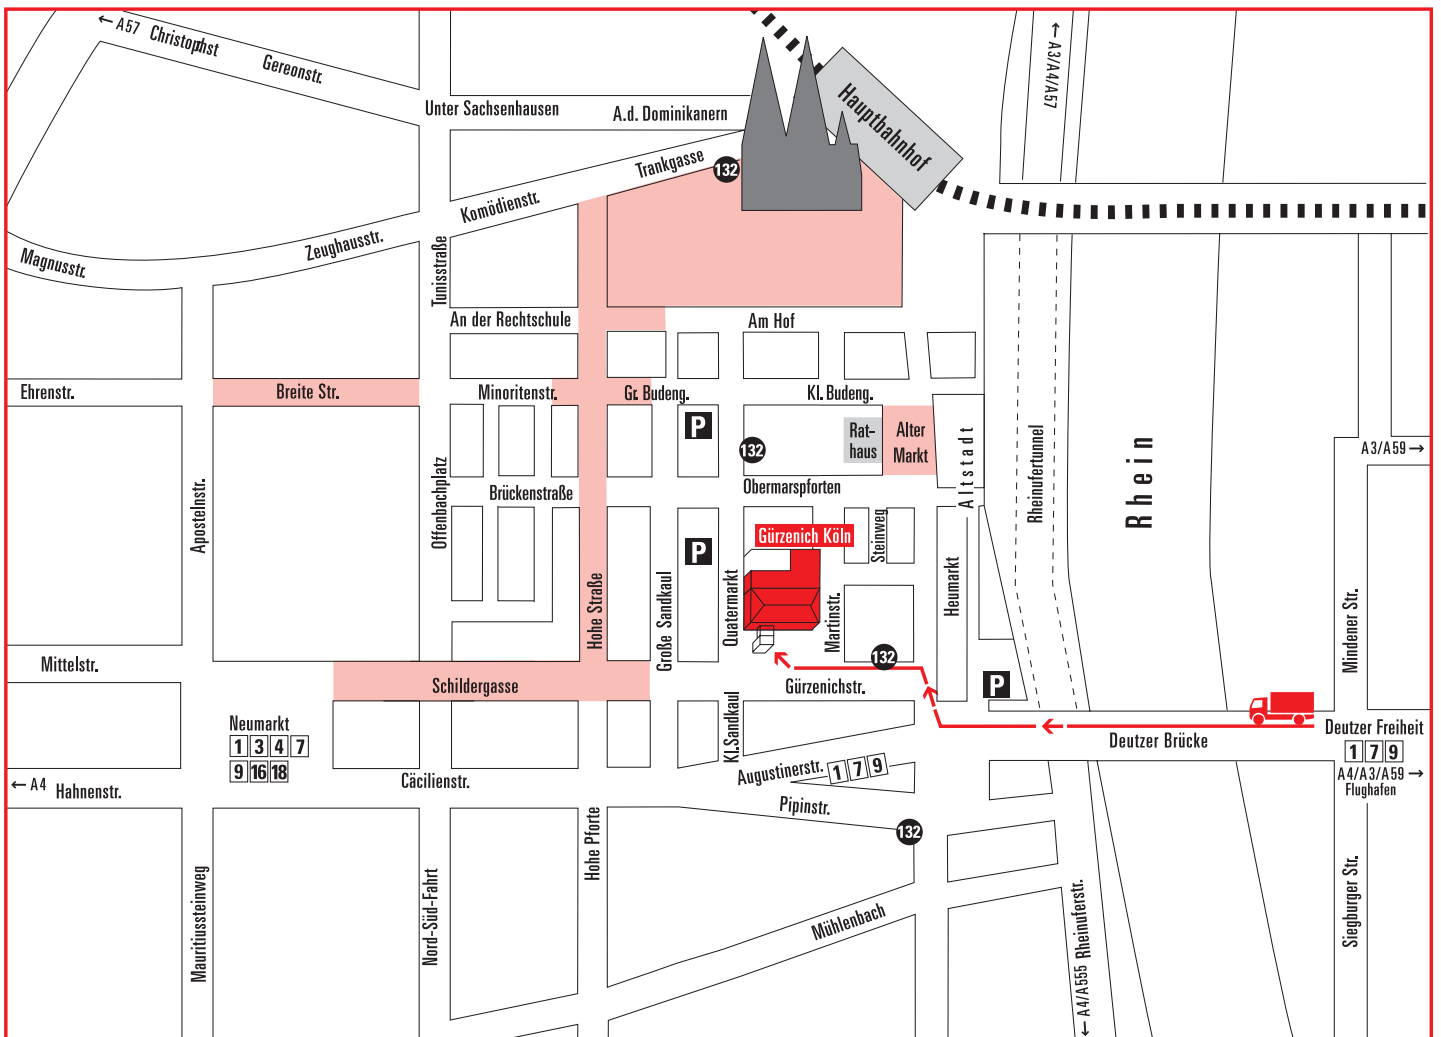 ← A57
Christophst
Gereonstr.
Unter Sachsenhausen
A.d. Dominikanern
Hauptbahnhof
← A3/A4/A57
Trankgasse
132
Komödienstr.
Zeughausstr.
Magnusstr.
Tunisstraße
An der Rechtschule
Am Hof
Ehrenstr.
Breite Str.
Minoritenstr.
Gr. Budeng.
Kl. Budeng.
P
132
Rat-
haus
Alter
Markt
Altstadt
Rheinufertunnel
Rhein
A3/A59 →
Apostelnstr.
Offenbachplatz
Brückenstraße
Obermarspforten
P
Gürzenich Köln
Steinweg
Hohe Straße
Große Sandkaul
Quatermarkt
Martinstr.
Heumarkt
Mindener Str.
Mittelstr.
132
Schildergasse
Gürzenichstr.
P
Neumarkt
1 3 4 7
9 16 18
Kl.Sandkaul
Deutzer Brücke
Deutzer Freiheit
1 7 9
A4/A3/A59 →
Flughafen
← A4
Hahnenstr.
Cäcilienstr.
Augustinerstr.
1 7 9
Pipinstr.
132
Hohe Pforte
Mauritiussteinweg
Nord-Süd-Fahrt
Mühlenbach
Rheinuferstr.
← A4/A555
Siegburger Str.